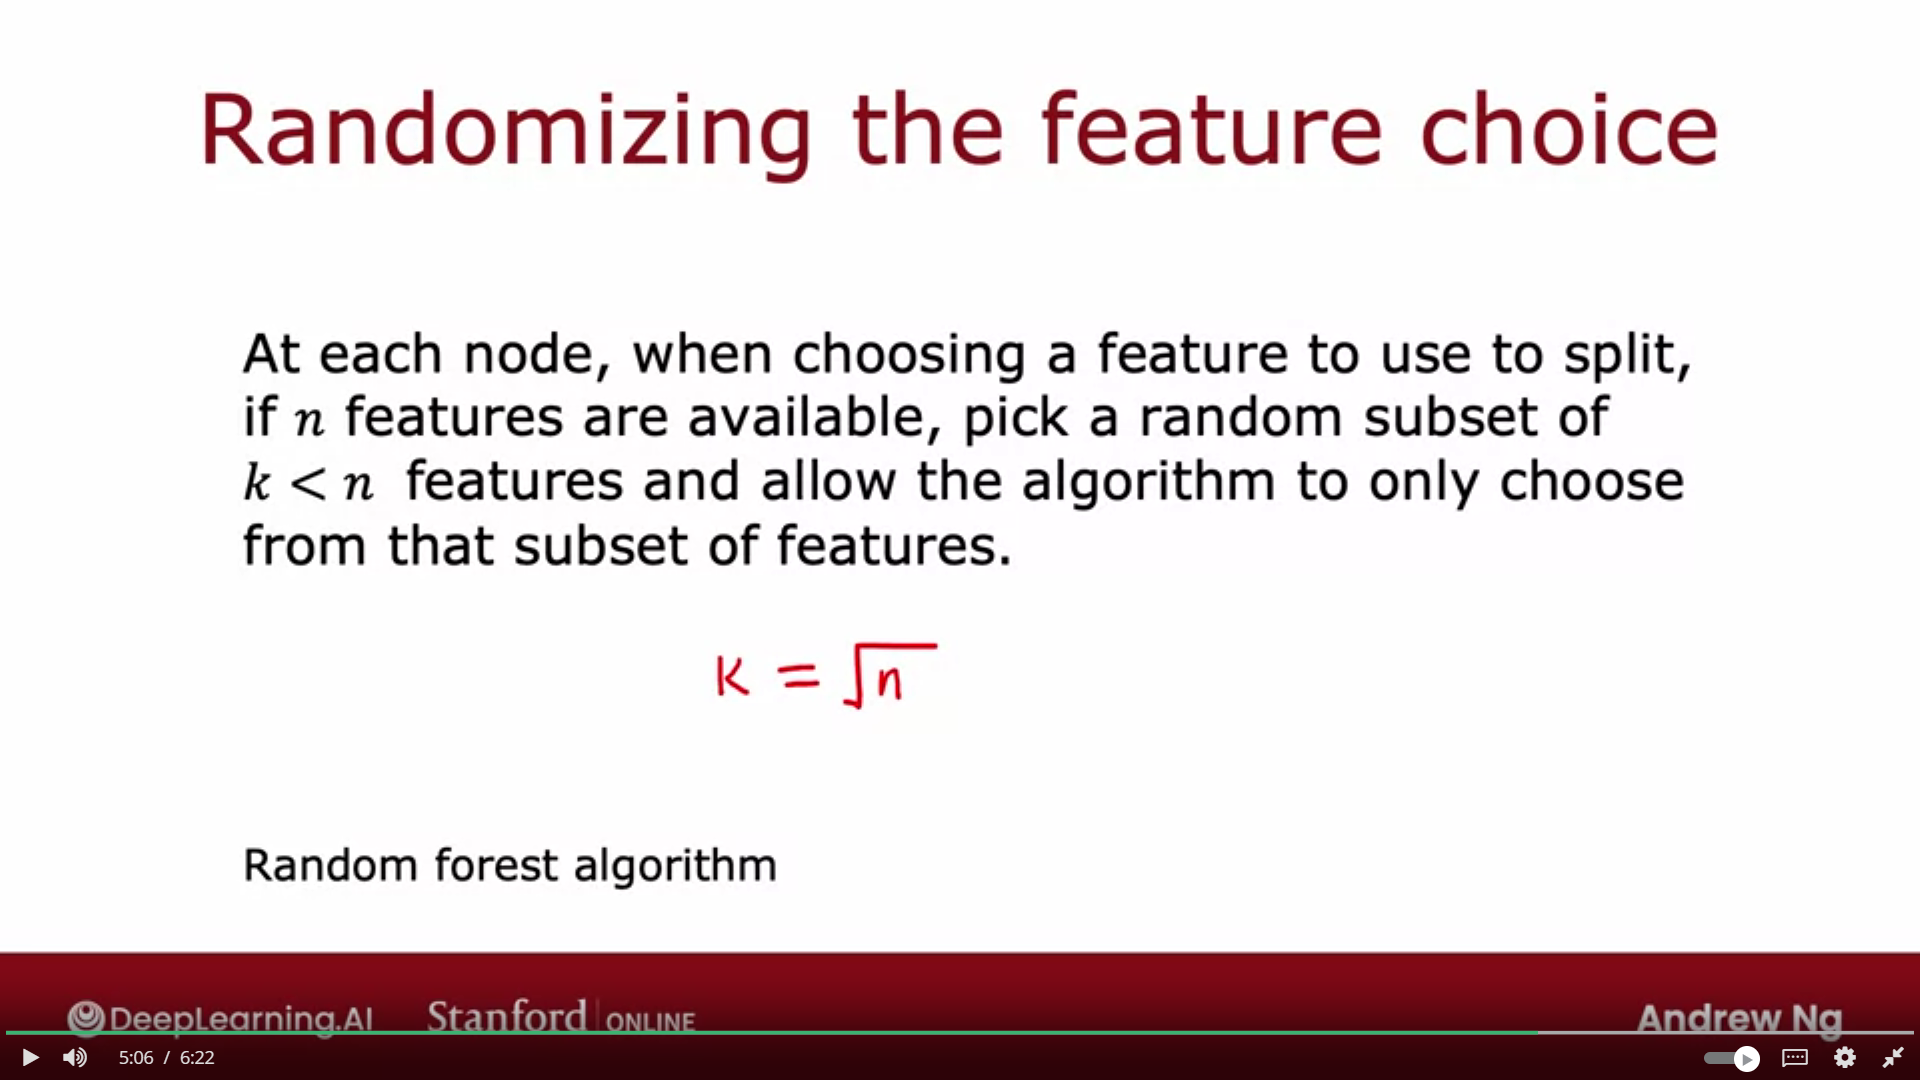 Randomizing the feature choice
At each node, when choosing a feature to use to split,
if n features are available, pick a random subset of
k < n features and allow the algorithm to only choose
from that subset of features.
K = √n
Random forest algorithm
DeepLearning.AI Stanford | ONLINE Andrew Ng
5:06 / 6:22